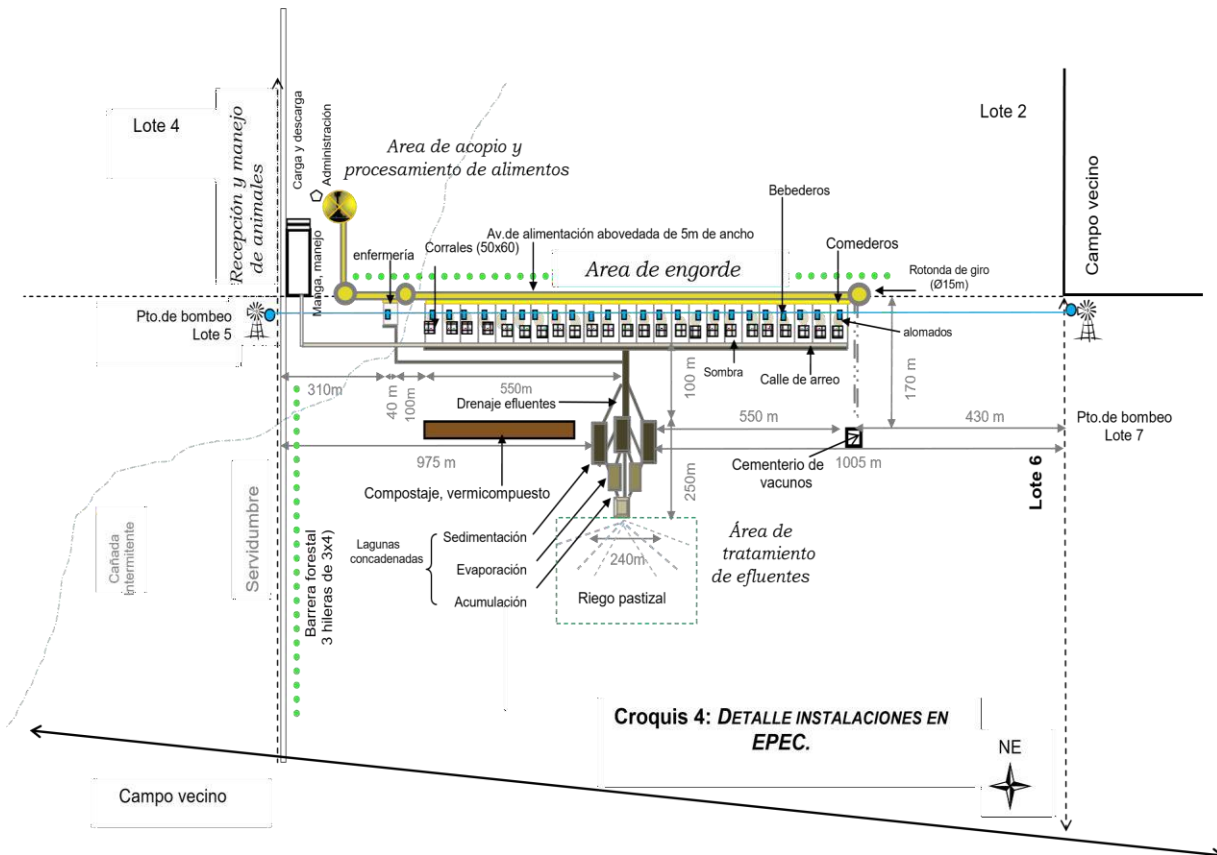 Lote 4
Recepción y manejo
de animales
Carga y descarga
Administración
Area de acopio y
procesamiento de alimentos
Lote 2
Campo vecino
Bebederos
Av.de alimentación abovedada de 5m de ancho
Comederos
enfermería
Corrales (50x60)
Area de engorde
Rotonda de giro
(Ø15m)
Manga, manejo
Pto.de bombeo
Lote 5
alomados
Sombra
Calle de arreo
310m
40 m
100m
550m
100 m
170 m
Drenaje efluentes
550 m
430 m
Pto.de bombeo
Lote 7
975 m
Cementerio de
vacunos
1005 m
Lote 6
Compostaje, vermicompuesto
250m
Cañada
Intermitente
Servidumbre
Barrera forestal
3 hileras de 3x4)
Lagunas
concadenadas
Sedimentación
Evaporación
Acumulación
240m
Riego pastizal
Área de
tratamiento
de efluentes
Croquis 4: DETALLE INSTALACIONES EN
EPEC.
NE
Campo vecino